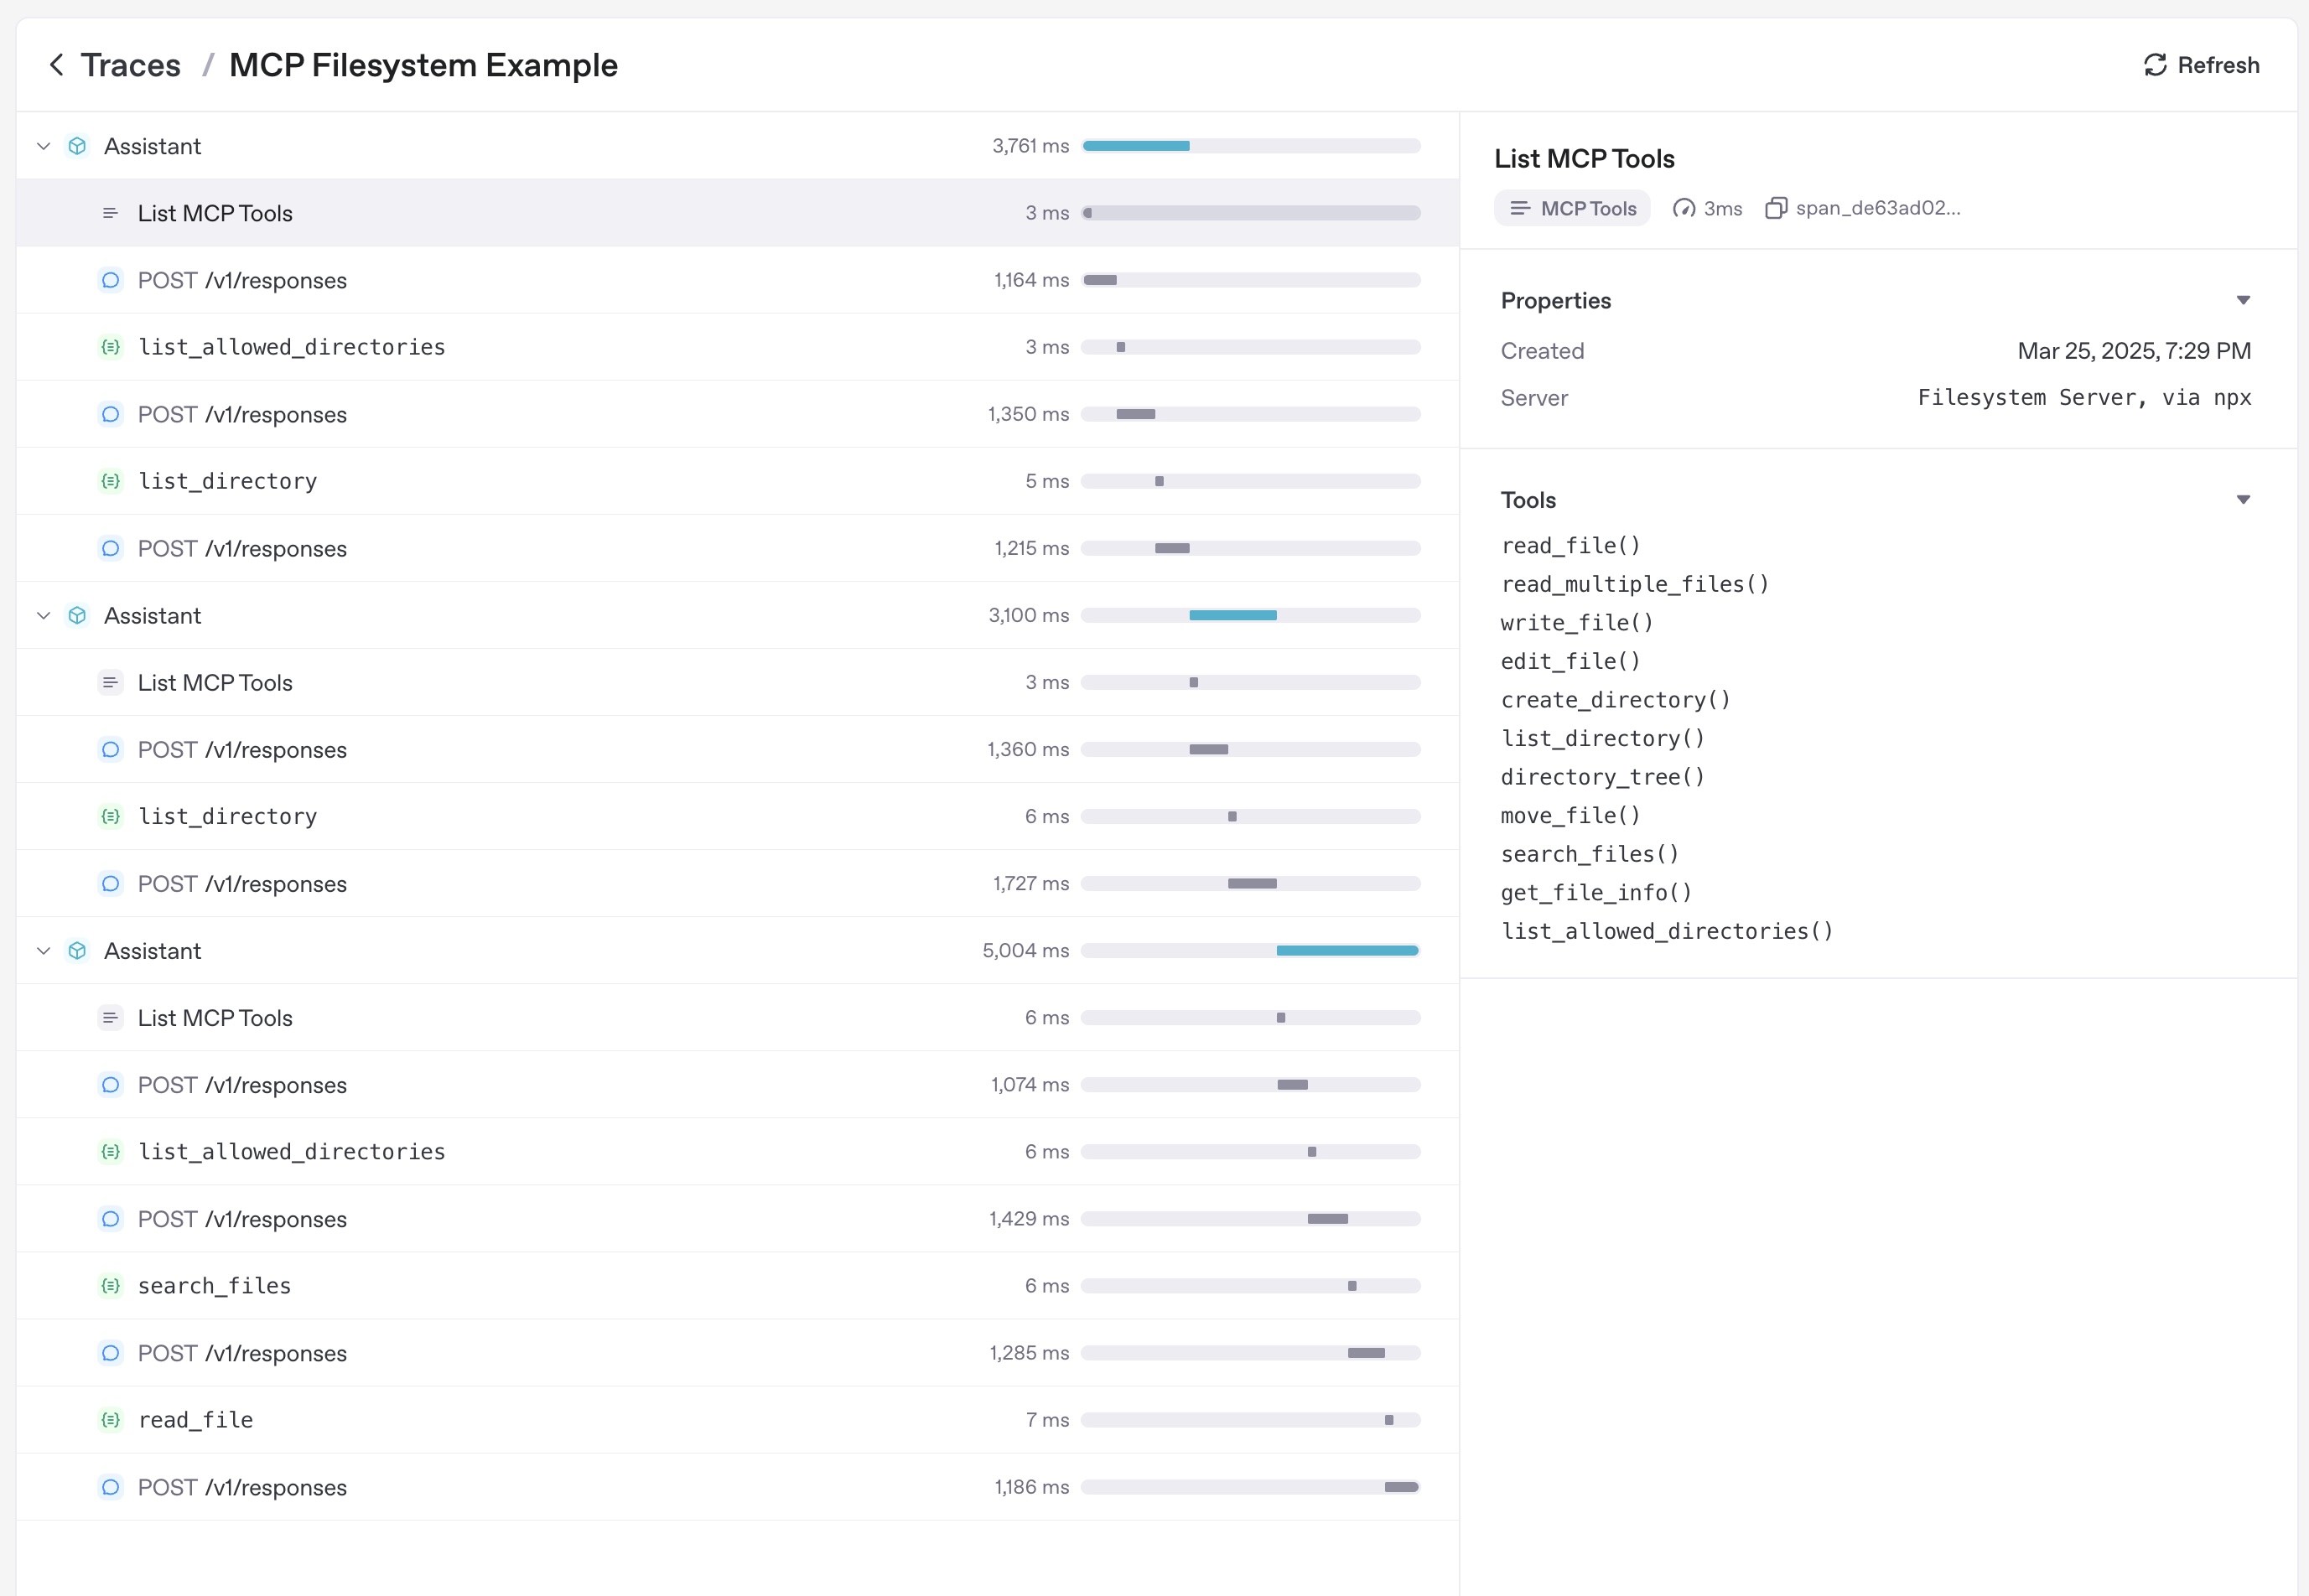 Traces / MCP Filesystem Example
Refresh
Assistant 3,761 ms
List MCP Tools 3 ms
POST /v1/responses 1,164 ms
list_allowed_directories 3 ms
POST /v1/responses 1,350 ms
list_directory 5 ms
POST /v1/responses 1,215 ms
Assistant 3,100 ms
List MCP Tools 3 ms
POST /v1/responses 1,360 ms
list_directory 6 ms
POST /v1/responses 1,727 ms
Assistant 5,004 ms
List MCP Tools 6 ms
POST /v1/responses 1,074 ms
list_allowed_directories 6 ms
POST /v1/responses 1,429 ms
search_files 6 ms
POST /v1/responses 1,285 ms
read_file 7 ms
POST /v1/responses 1,186 ms
List MCP Tools
MCP Tools 3ms span_de63ad02...
Properties
Created Mar 25, 2025, 7:29 PM
Server Filesystem Server, via npx
Tools
read_file()
read_multiple_files()
write_file()
edit_file()
create_directory()
list_directory()
directory_tree()
move_file()
search_files()
get_file_info()
list_allowed_directories()